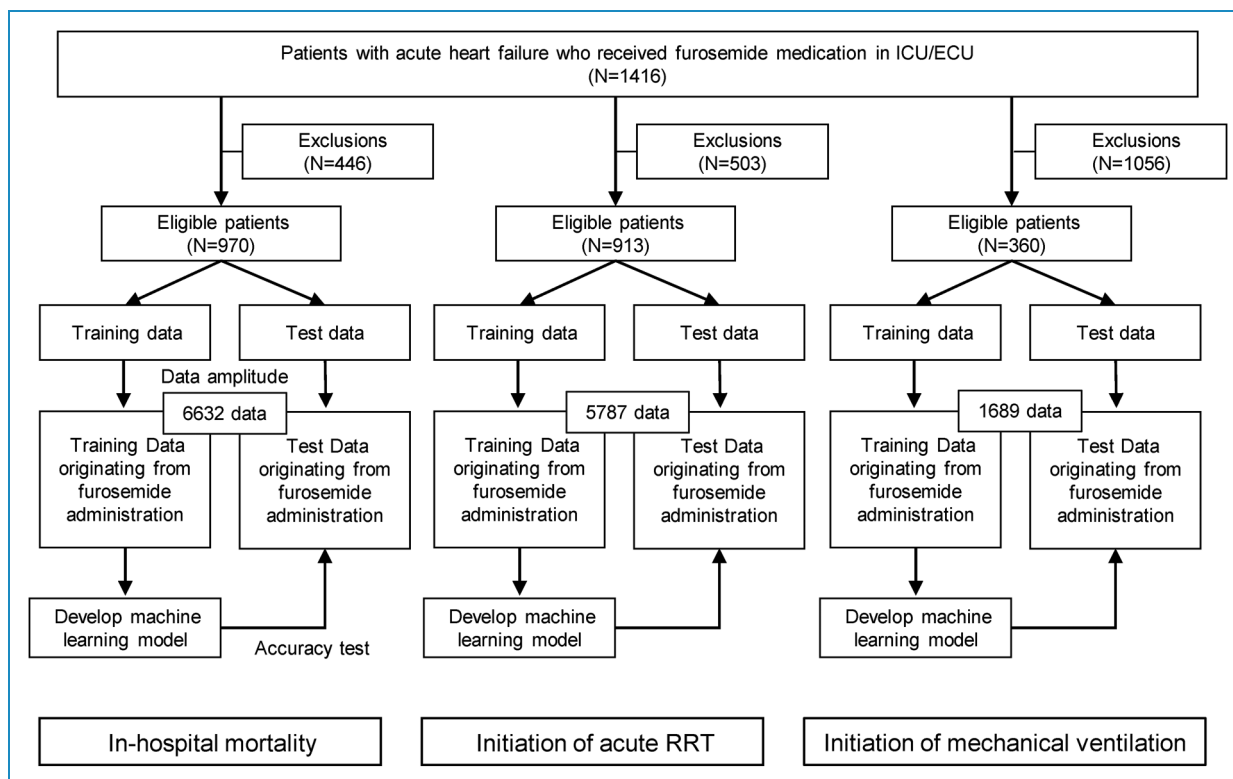 Patients with acute heart failure who received furosemide medication in ICU/ECU
(N=1416)
Exclusions
(N=446)
Exclusions
(N=503)
Exclusions
(N=1056)
Eligible patients
(N=970)
Eligible patients
(N=913)
Eligible patients
(N=360)
Training data
Test data
Training data
Test data
Training data
Test data
Data amplitude
6632 data
5787 data
1689 data
Training Data
originating from
furosemide
administration
Test Data
originating from
furosemide
administration
Training Data
originating from
furosemide
administration
Test Data
originating from
furosemide
administration
Training Data
originating from
furosemide
administration
Test Data
originating from
furosemide
administration
Develop machine
learning model
Accuracy test
Develop machine
learning model
Develop machine
learning model
In-hospital mortality
Initiation of acute RRT
Initiation of mechanical ventilation